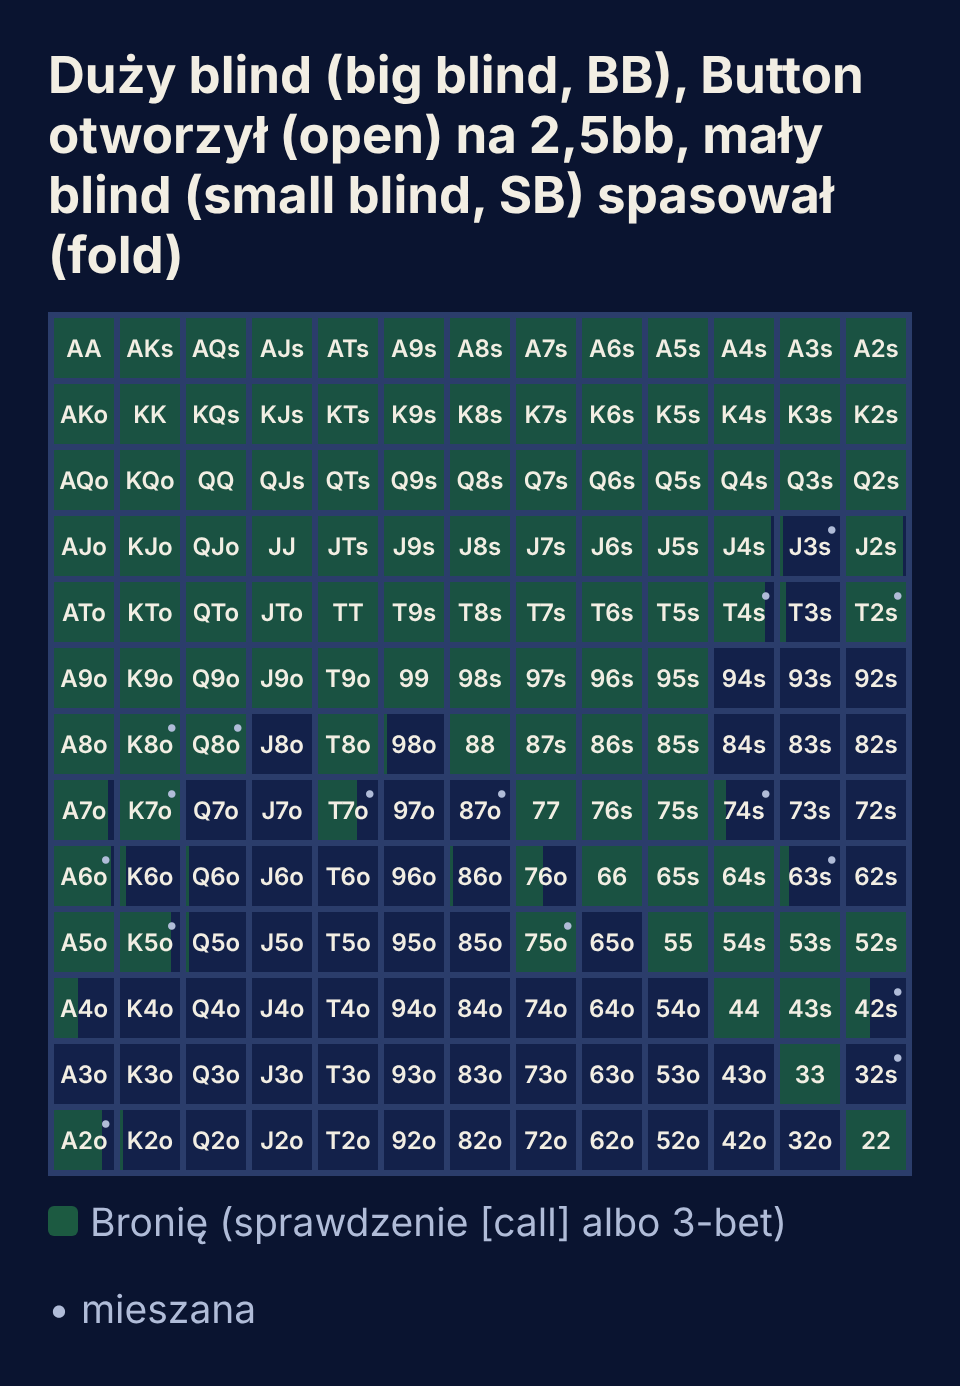 Duży blind (big blind, BB), Button
otworzył (open) na 2,5bb, mały
blind (small blind, SB) spasował
(fold)
AA AKs AQs AJs ATs A9s A8s A7s A6s A5s A4s A3s A2s
AKo KK KQs KJs KTs K9s K8s K7s K6s K5s K4s K3s K2s
AQo KQo QQ QJs QTs Q9s Q8s Q7s Q6s Q5s Q4s Q3s Q2s
AJo KJo QJo JJ JTs J9s J8s J7s J6s J5s J4s J3s J2s
ATo KTo QTo JTo TT T9s T8s T7s T6s T5s T4s T3s T2s
A9o K9o Q9o J9o T9o 99 98s 97s 96s 95s 94s 93s 92s
A8o K8o Q8o J8o T8o 98o 88 87s 86s 85s 84s 83s 82s
A7o K7o Q7o J7o T7o 97o 87o 77 76s 75s 74s 73s 72s
A6o K6o Q6o J6o T6o 96o 86o 76o 66 65s 64s 63s 62s
A5o K5o Q5o J5o T5o 95o 85o 75o 65o 55 54s 53s 52s
A4o K4o Q4o J4o T4o 94o 84o 74o 64o 54o 44 43s 42s
A3o K3o Q3o J3o T3o 93o 83o 73o 63o 53o 43o 33 32s
A2o K2o Q2o J2o T2o 92o 82o 72o 62o 52o 42o 32o 22
Bronię (sprawdzenie [call] albo 3-bet)
• mieszana